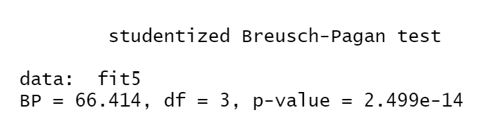 studentized Breusch-Pagan test
data: fit5
BP = 66.414, df = 3, p-value = 2.499e-14